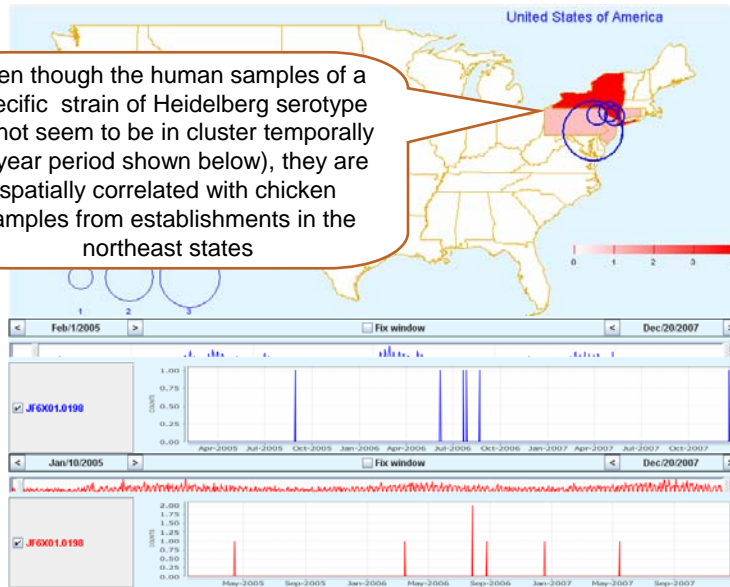 United States of America
en though the human samples of a
ecific strain of Heidelberg serotype
not seem to be in cluster temporally
year period shown below), they are
spatially correlated with chicken
amples from establishments in the
northeast states
0 1 2 3
1 2 3
< Feb/1/2005 > Fix window < Dec/20/2007 >
JF6X01.0198
COUNTS
1.00
0.75
0.50
0.25
0.00
Apr-2005 Jul-2005 Oct-2005 Jan-2006 Apr-2006 Jul-2006 Oct-2006 Jan-2007 Apr-2007 Jul-2007 Oct-2007
< Jan/10/2005 > Fix window < Dec/20/2007 >
JF6X01.0198
COUNTS
2.00
1.75
1.50
1.25
1.00
0.75
0.50
0.25
0.00
May-2005 Sep-2005 Jan-2006 May-2006 Sep-2006 Jan-2007 May-2007 Sep-2007